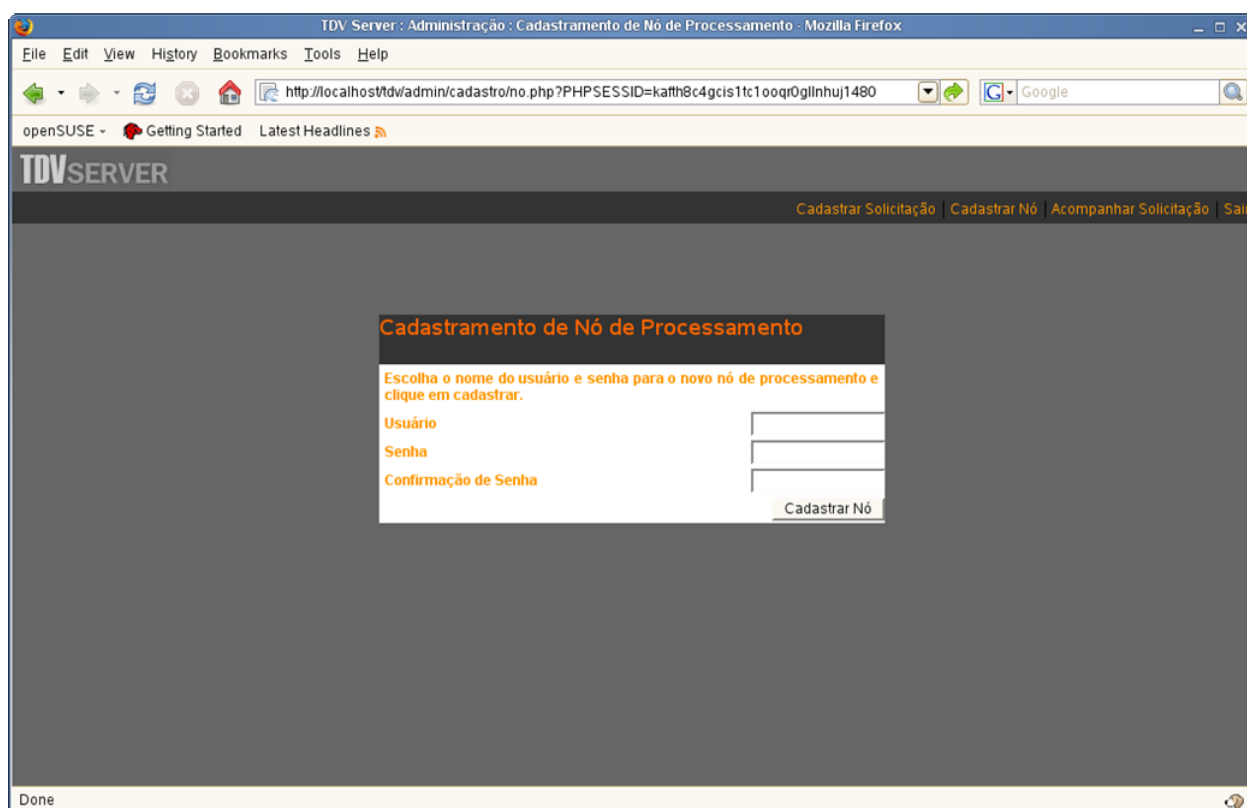 TDV Server : Administração : Cadastramento de Nó de Processamento - Mozilla Firefox
File Edit View History Bookmarks Tools Help
http://localhost/tdv/admin/cadastro/no.php?PHPSESSID=kafth8c4gcis1tc1ooqr0gllnhuj1480
G Google
openSUSE Getting Started Latest Headlines
TDVSERVER
Cadastrar Solicitação | Cadastrar Nó | Acompanhar Solicitação | Sair
Cadastramento de Nó de Processamento
Escolha o nome do usuário e senha para o novo nó de processamento e
clique em cadastrar.
Usuário
Senha
Confirmação de Senha
Cadastrar Nó
Done